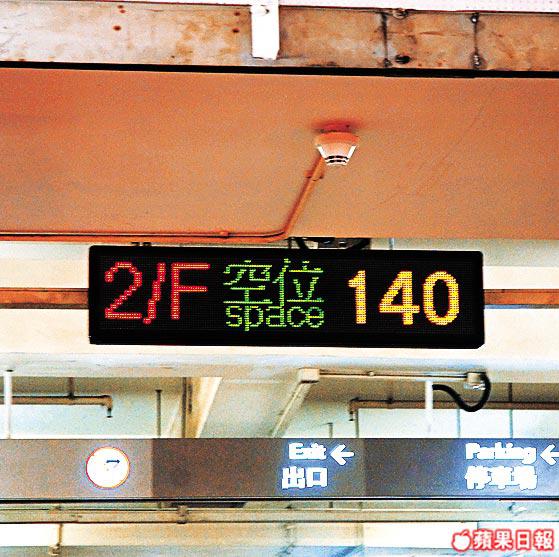 2/F 空位 140
space
Exit ←
出口
Parking ←
停車場
蘋果日報